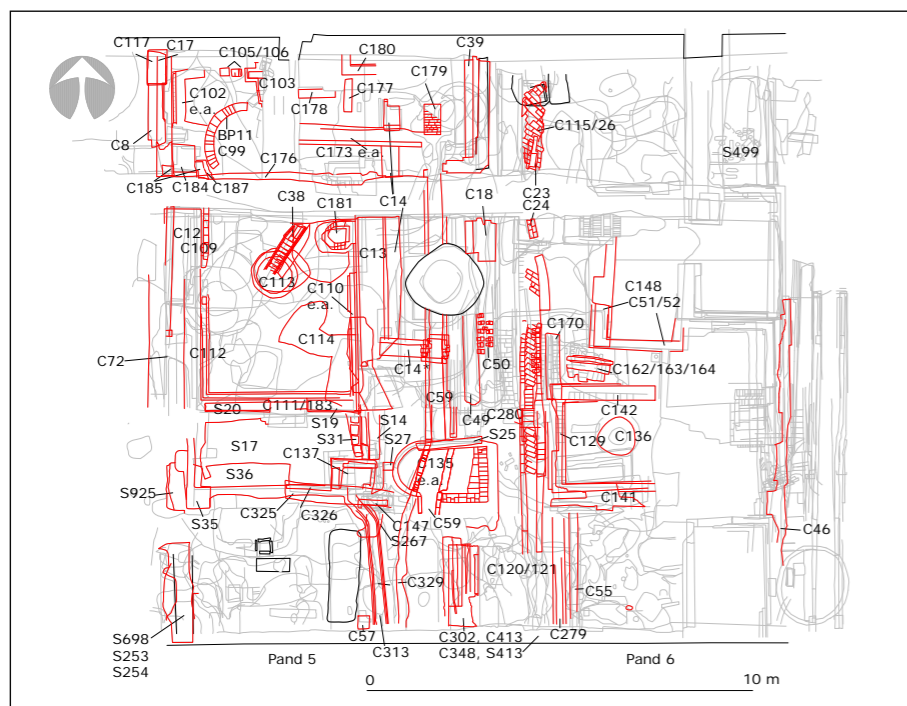 C117 C17 C105/106 C180 C39
C103 C177 C179
C102
e.a.
C178
C115/26
BP11
C8 C99 C173 e.a. S499
C176
C185 C184 C187
C38 C181 C14 C18 C23
C24
C12 C13
C109
C113 C110
e.a.
C148
C51/52
C114 C170
C72 C112 C14* C50 C162/163/164
C59
S20 C111/183 C49 C280 C142
S19 S14 S25 C129 C136
S17 S31 S27
C137 C135
e.a.
S36
S925 C141
S35 C325 C326 C147 C59 C46
S267
C329 C120/121 C55
C57 C302, C413 C279
S698 C313 C348, S413
S253
S254
Pand 5 Pand 6
0 10 m